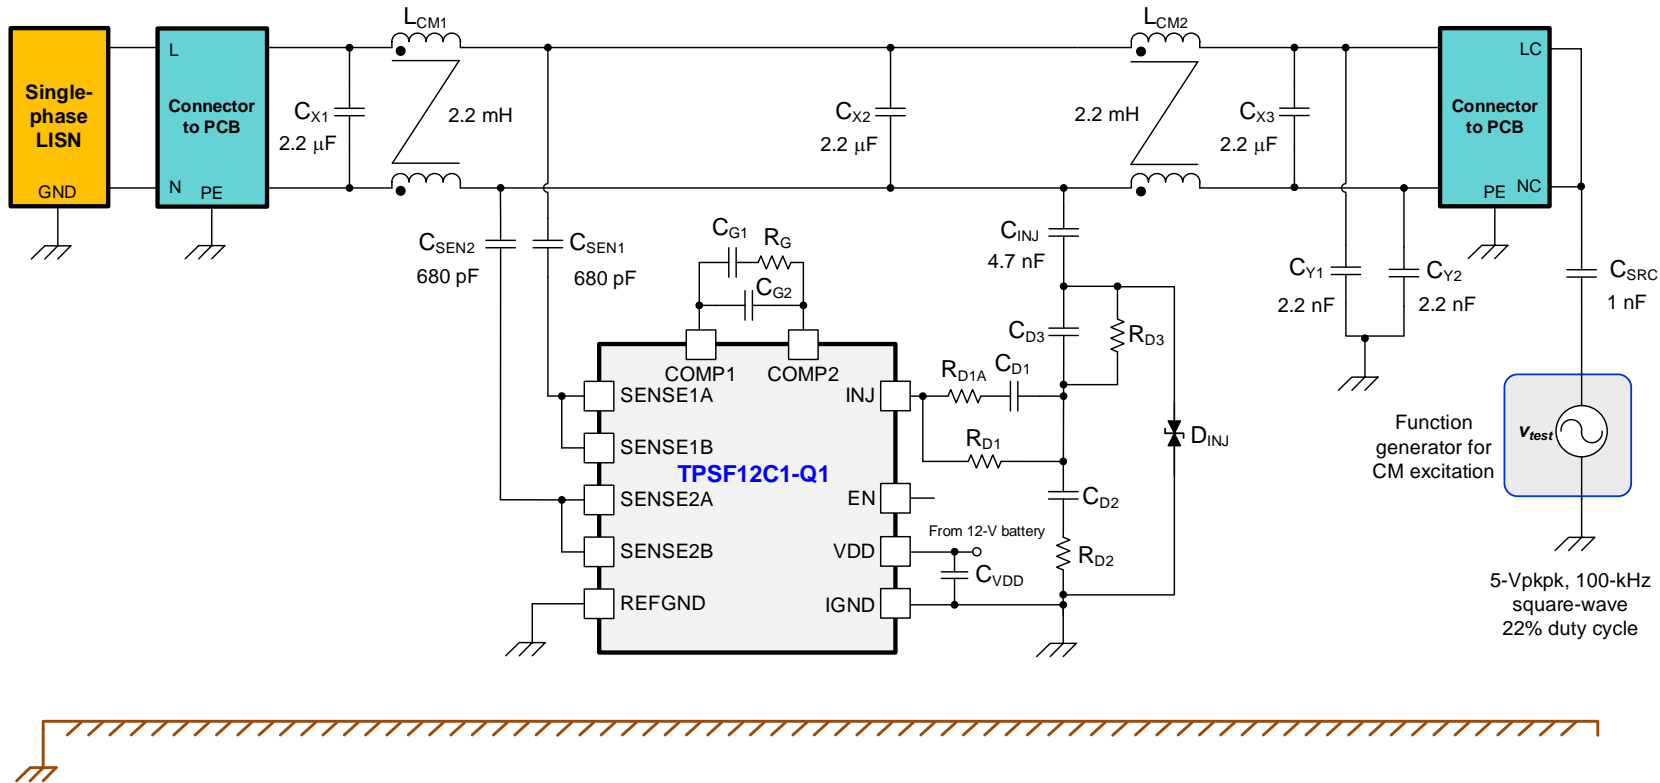 LCM1
LCM2
Single-
phase
LISN
GND
L
Connector
to PCB
N
PE
CX1
2.2 µF
2.2 mH
CX2
2.2 µF
2.2 mH
CX3
2.2 µF
LC
Connector
to PCB
PE
NC
CSEN2
680 pF
CSEN1
680 pF
CG1
RG
CG2
CINJ
4.7 nF
CY1
2.2 nF
CY2
2.2 nF
CSRC
1 nF
COMP1
COMP2
SENSE1A
SENSE1B
SENSE2A
SENSE2B
REFGND
TPSF12C1-Q1
INJ
EN
VDD
IGND
RD1A
CD1
RD1
CD3
RD3
DINJ
CD2
RD2
From 12-V battery
CVDD
Function
generator for
CM excitation
vtest
5-Vpkpk, 100-kHz
square-wave
22% duty cycle